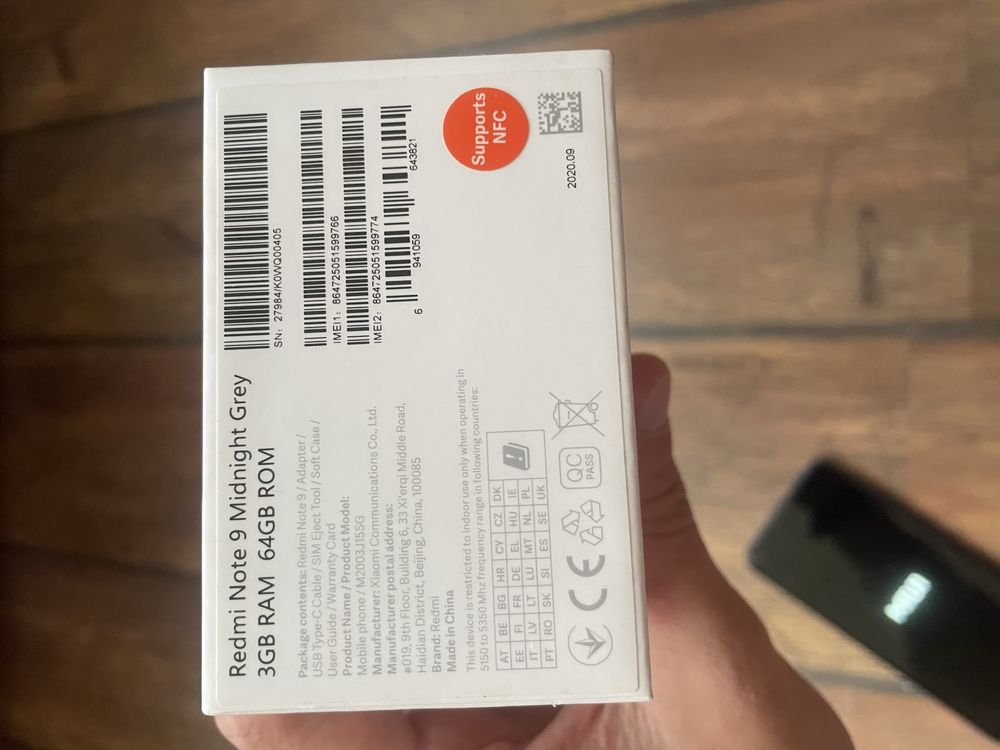 Redmi Note 9 Midnight Grey
3GB RAM 64GB ROM
SN: 27984/K0WQ00405
IMEI1: 864725051599766
IMEI2: 864725051599774
6 941059 643821
Supports
NFC
2020.09
Package contents: Redmi Note 9 / Adapter /
USB Type-C Cable / SIM Eject Tool / Soft Case /
User Guide / Warranty Card
Product Name / Product Model:
Mobile phone / M2003J15SG
Manufacturer: Xiaomi Communications Co., Ltd.
Manufacturer postal address:
#019, 9th Floor, Building 6, 33 Xi'erqi Middle Road,
Haidian District, Beijing, China, 100085
Brand: Redmi
Made in China
This device is restricted to indoor use only when operating in
5150 to 5350 Mhz frequency range in following countries:
AT BE BG HR CY CZ DK
EE FI FR DE EL HU IE
IT LV LT LU MT NL PL
PT RO SK SI ES SE UK
CE
QC
PASS